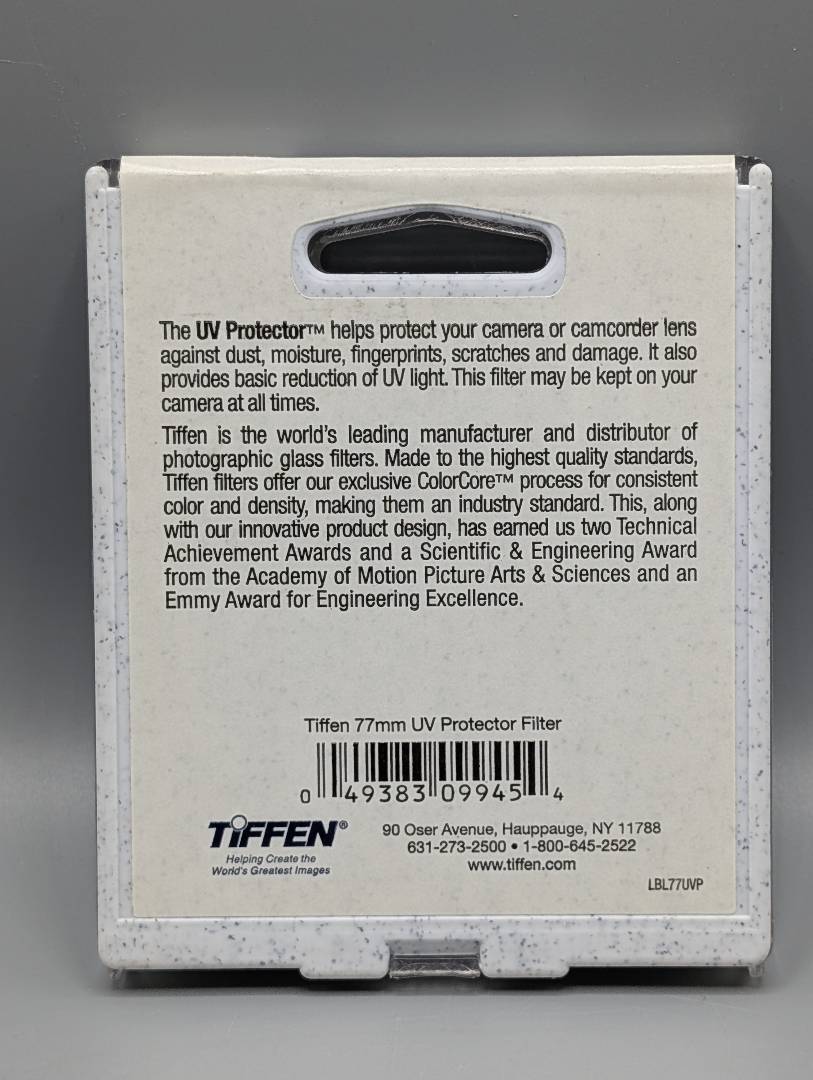 The UV Protector™ helps protect your camera or camcorder lens
against dust, moisture, fingerprints, scratches and damage. It also
provides basic reduction of UV light. This filter may be kept on your
camera at all times.
Tiffen is the world's leading manufacturer and distributor of
photographic glass filters. Made to the highest quality standards,
Tiffen filters offer our exclusive ColorCore™ process for consistent
color and density, making them an industry standard. This, along
with our innovative product design, has earned us two Technical
Achievement Awards and a Scientific & Engineering Award
from the Academy of Motion Picture Arts & Sciences and an
Emmy Award for Engineering Excellence.
Tiffen 77mm UV Protector Filter
0 49383 09945 4
TiFFEN®
Helping Create the
World's Greatest Images
90 Oser Avenue, Hauppauge, NY 11788
631-273-2500 • 1-800-645-2522
www.tiffen.com
LBL77UVP